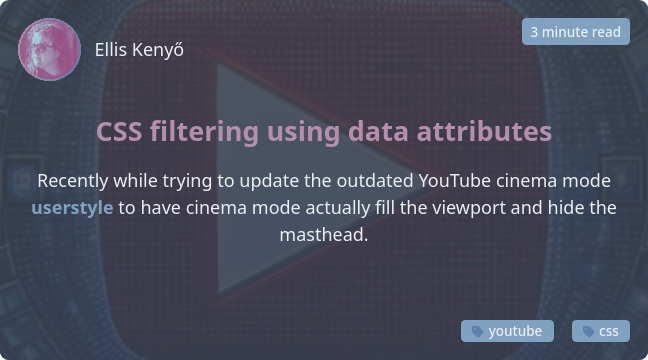 Ellis Kenyő
3 minute read
CSS filtering using data attributes
Recently while trying to update the outdated YouTube cinema mode
userstyle to have cinema mode actually fill the viewport and hide the
masthead.
youtube
css